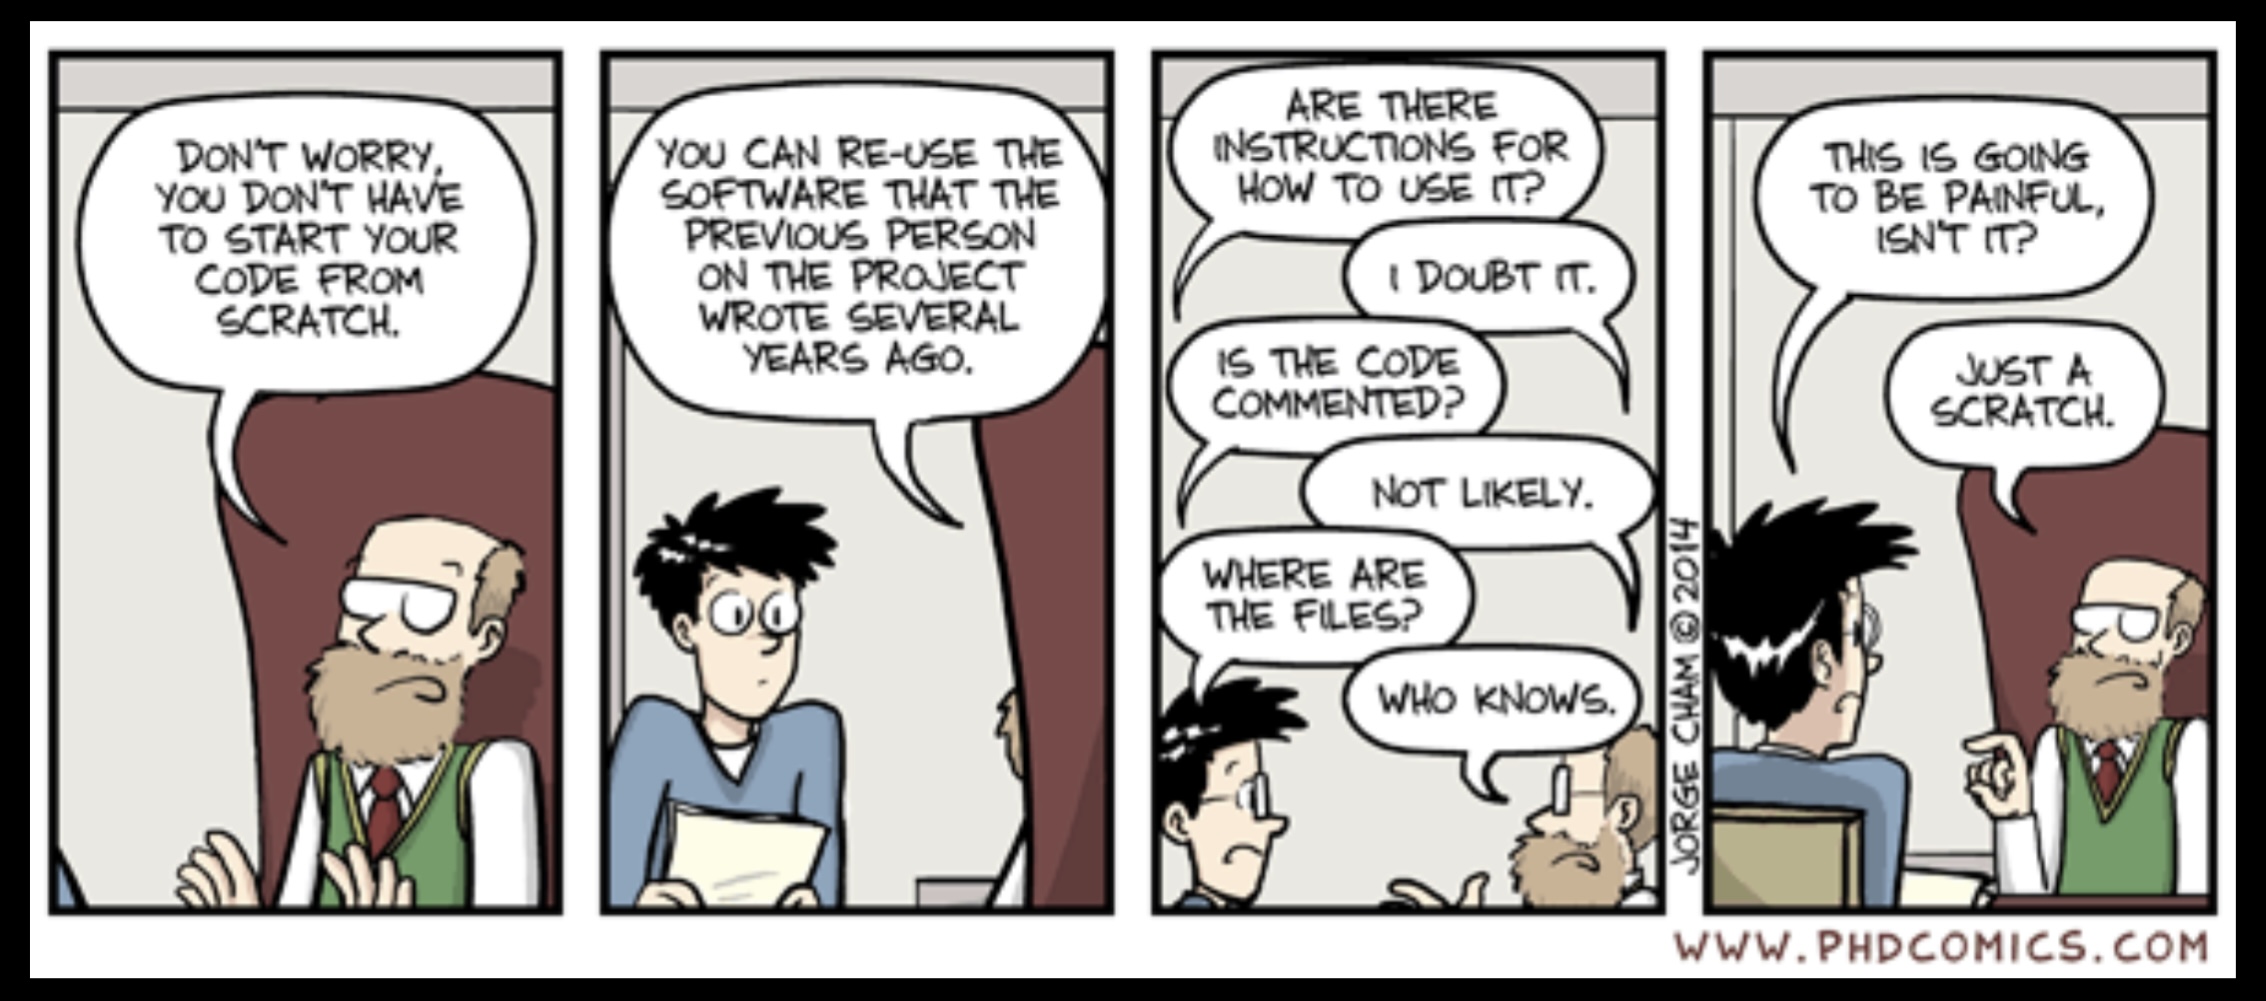 DON'T WORRY,
YOU DON'T HAVE
TO START YOUR
CODE FROM
SCRATCH.
YOU CAN RE-USE THE
SOFTWARE THAT THE
PREVIOUS PERSON
ON THE PROJECT
WROTE SEVERAL
YEARS AGO.
ARE THERE
INSTRUCTIONS FOR
HOW TO USE IT?
I DOUBT IT.
IS THE CODE
COMMENTED?
NOT LIKELY.
WHERE ARE
THE FILES?
WHO KNOWS.
JORGE CHAM © 2014
THIS IS GOING
TO BE PAINFUL,
ISN'T IT?
JUST A
SCRATCH.
WWW.PHDCOMICS.COM